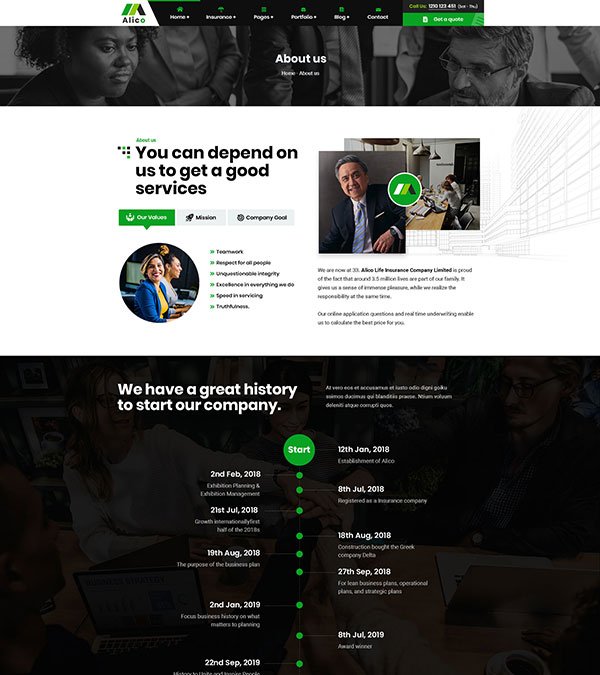 Alico
Home +
Insurance +
Pages +
Portfolio +
Blog +
Contact
Call Us: 1210 123 451 (Sat - Thu)
Get a quote
About us
Home - About us
About us
You can depend on
us to get a good
services
Our Values
Mission
Company Goal
Teamwork
Respect for all people
Unquestionable integrity
Excellence in everything we do
Speed in servicing
Truthfulness.
We are now at 33. Alico Life Insurance Company Limited is proud
of the fact that around 3.5 million lives are part of our family. It
gives us a sense of immense pleasure, while we realize the
responsibility at the same time.
Our online application questions and real time underwriting enable
us to calculate the best price for you.
We have a great history
to start our company.
At vero eos et accusamus et iusto odio digni goiku
ssimos ducimus qui blanditiis praese. Ntium voluum
deleniti atque corrupti quos.
Start
12th Jan, 2018
Establishment of Alico
2nd Feb, 2018
Exhibition Planning &
Exhibition Management
8th Jul, 2018
Registered as a Insurance company
21st Jul, 2018
Growth internationallyfirst
half of the 2018s
18th Aug, 2018
Construction bought the Greek
company Delta
19th Aug, 2018
The purpose of the business plan
27th Sep, 2018
For lean business plans, operational
plans, and strategic plans
2nd Jan, 2019
Focus business history on what
matters to planning
8th Jul, 2019
Award winner
22nd Sep, 2019
History to Unite and Inspire People
BUSINESS STRATEGY